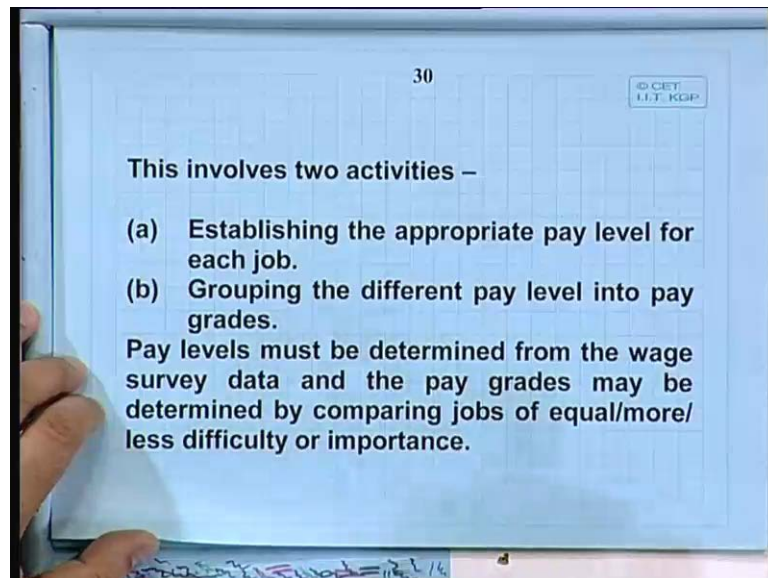 30
© CET
I.I.T. KGP
This involves two activities –
(a) Establishing the appropriate pay level for
each job.
(b) Grouping the different pay level into pay
grades.
Pay levels must be determined from the wage
survey data and the pay grades may be
determined by comparing jobs of equal/more/
less difficulty or importance.